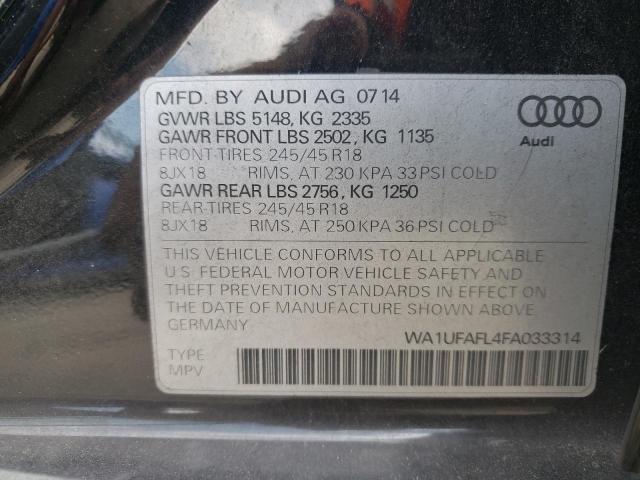 MFD. BY AUDI AG 07 14
GVWR LBS 5148, KG 2335
GAWR FRONT LBS 2502, KG 1135
FRONT-TIRES 245/45 R18
8JX18 RIMS, AT 230 KPA 33 PSI COLD
GAWR REAR LBS 2756, KG 1250
REAR-TIRES 245/45 R18
8JX18 RIMS, AT 250 KPA 36 PSI COLD
Audi
THIS VEHICLE CONFORMS TO ALL APPLICABLE
U.S. FEDERAL MOTOR VEHICLE SAFETY AND
THEFT PREVENTION STANDARDS IN EFFECT ON
THE DATE OF MANUFACTURE SHOWN ABOVE.
GERMANY
WA1UFAFL4FA033314
TYPE
MPV